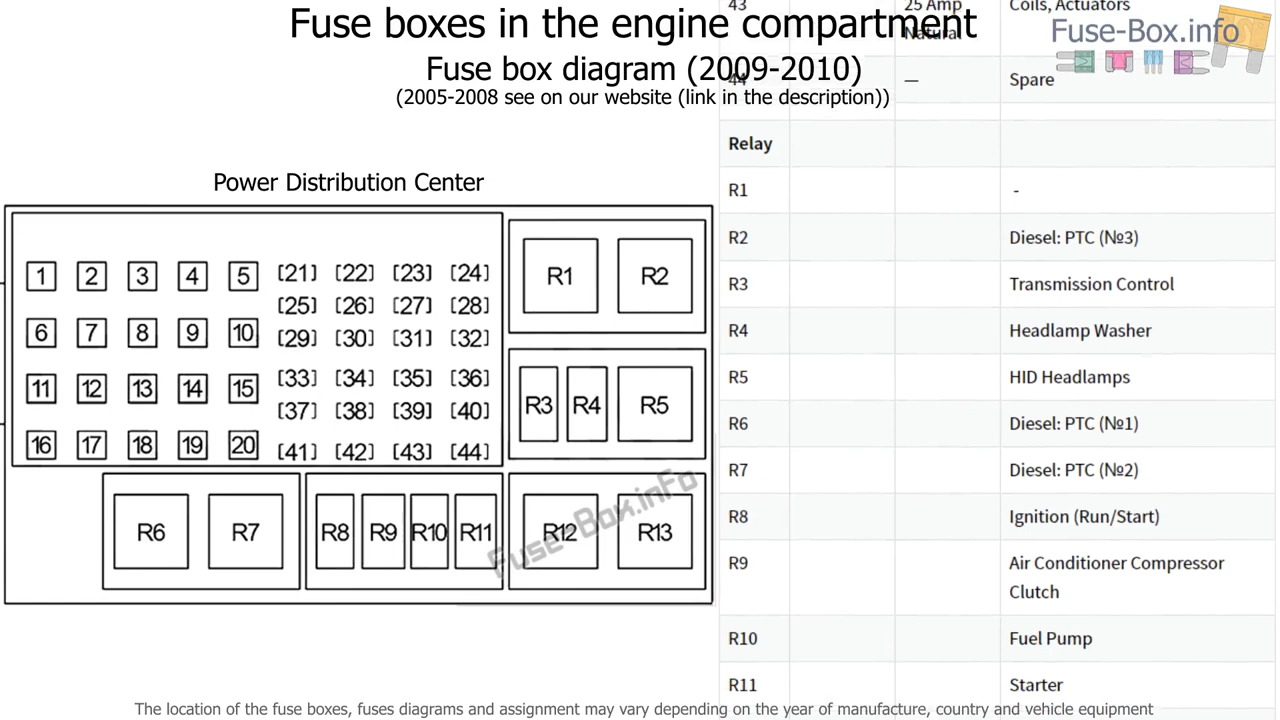 Fuse boxes in the engine compartment
Fuse box diagram (2009-2010)
(2005-2008 see on our website (link in the description))
Fuse-Box.info
Power Distribution Center
1 2 3 4 5 [21] [22] [23] [24]
[25] [26] [27] [28]
6 7 8 9 10 [29] [30] [31] [32]
11 12 13 14 15 [33] [34] [35] [36]
[37] [38] [39] [40]
16 17 18 19 20 [41] [42] [43] [44]
R1 R2
R3 R4 R5
R6 R7 R8 R9 R10 R11 R12 R13
Fuse-Box.inFo
43 25 Amp Coils, Actuators
Natural
44 — Spare
Relay
R1 -
R2 Diesel: PTC (№3)
R3 Transmission Control
R4 Headlamp Washer
R5 HID Headlamps
R6 Diesel: PTC (№1)
R7 Diesel: PTC (№2)
R8 Ignition (Run/Start)
R9 Air Conditioner Compressor
Clutch
R10 Fuel Pump
R11 Starter
The location of the fuse boxes, fuses diagrams and assignment may vary depending on the year of manufacture, country and vehicle equipment